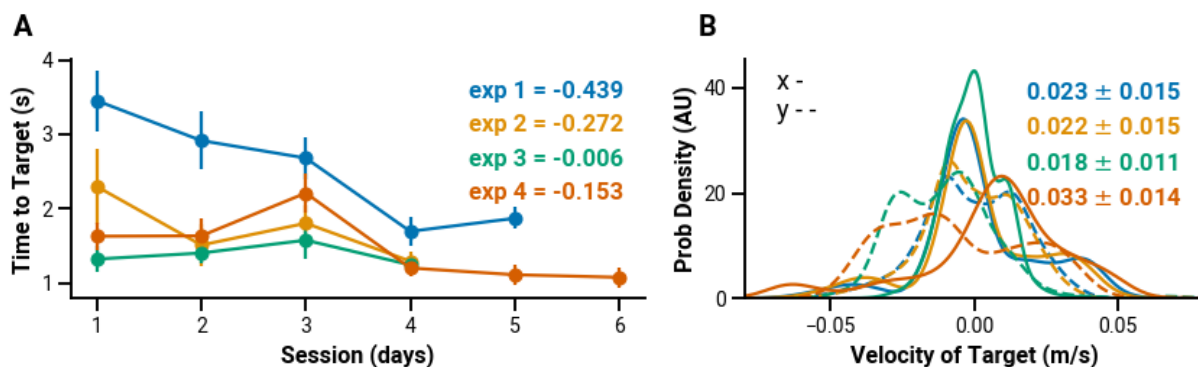 A
4
3
2
1
Time to Target (s)
exp 1 = -0.439
exp 2 = -0.272
exp 3 = -0.006
exp 4 = -0.153
1 2 3 4 5 6
Session (days)
B
40
20
0
Prob Density (AU)
x -
y - -
0.023 ± 0.015
0.022 ± 0.015
0.018 ± 0.011
0.033 ± 0.014
−0.05 0.00 0.05
Velocity of Target (m/s)